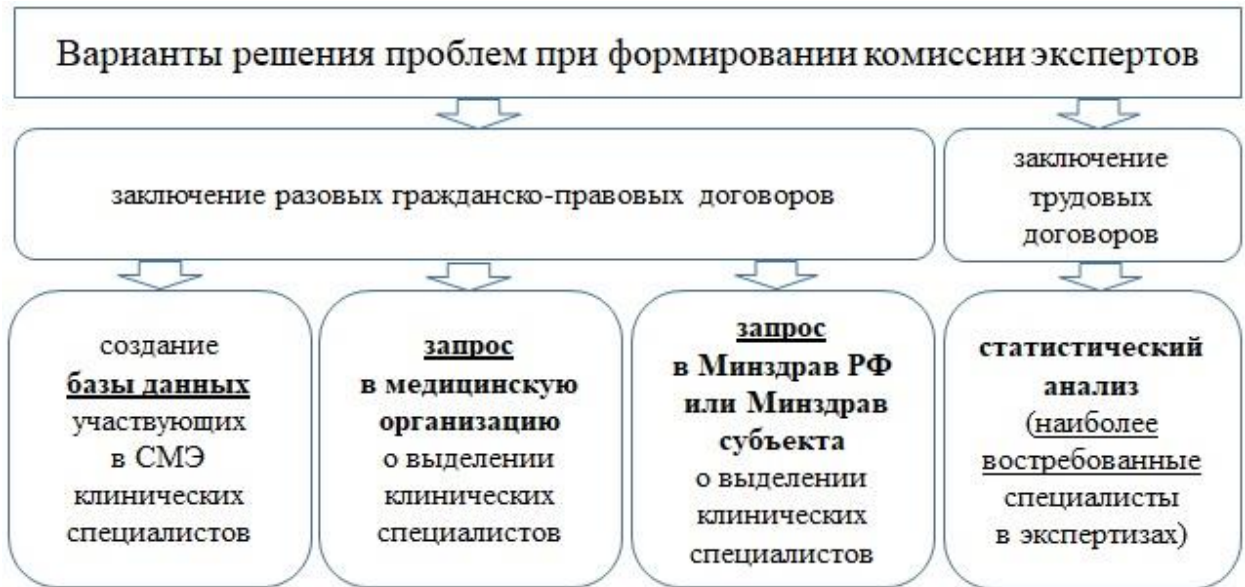 Варианты решения проблем при формировании комиссии экспертов
заключение разовых гражданско-правовых договоров
заключение
трудовых
договоров
создание
базы данных
участвующих
в СМЭ
клинических
специалистов
запрос
в медицинскую
организацию
о выделении
клинических
специалистов
запрос
в Минздрав РФ
или Минздрав
субъекта
о выделении
клинических
специалистов
статистический
анализ
(наиболее
востребованные
специалисты
в экспертизах)